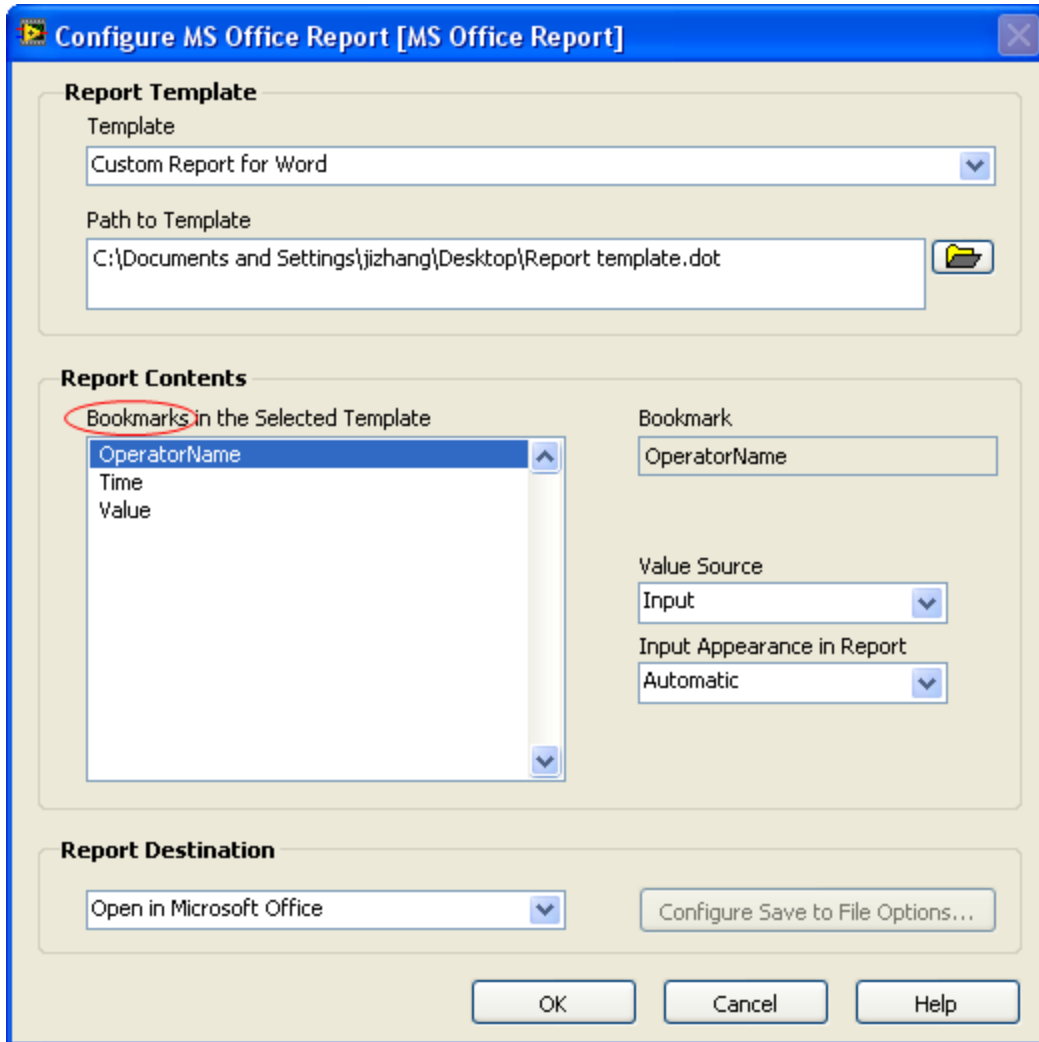 Configure MS Office Report [MS Office Report]
Report Template
Template
Custom Report for Word
Path to Template
C:\Documents and Settings\jizhang\Desktop\Report template.dot
Report Contents
Bookmarks in the Selected Template
OperatorName
Time
Value
Bookmark
OperatorName
Value Source
Input
Input Appearance in Report
Automatic
Report Destination
Open in Microsoft Office
Configure Save to File Options...
OK
Cancel
Help